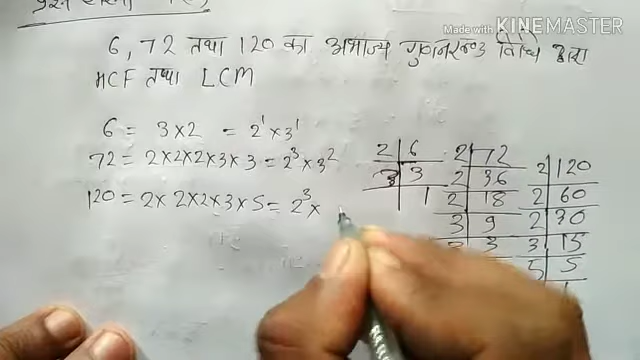 Made with KINEMASTER
6, 72 तथा 120 का अभाज्य गुणनखण्ड विधि द्वारा
HCF तथा LCM
6 = 3×2 = 2¹×3¹
72 = 2×2×2×3×3 = 2³×3²
120 = 2×2×2×3×5 = 2³×
2 6
3 3
1
2 72
2 36
2 18
3 9
3 3
2 120
2 60
2 30
3 15
5 5